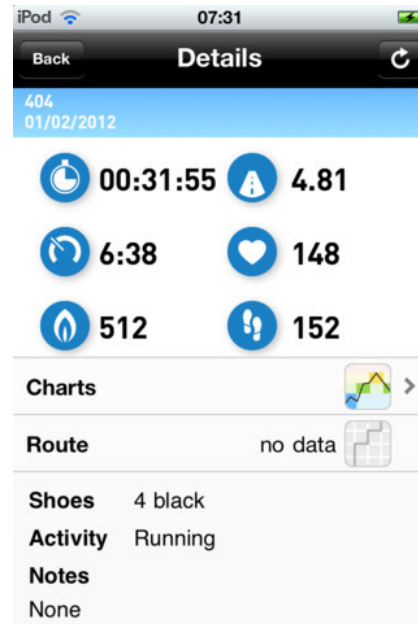 iPod 07:31
Back Details
404
01/02/2012
00:31:55 4.81
6:38 148
512 152
Charts
Route no data
Shoes 4 black
Activity Running
Notes
None